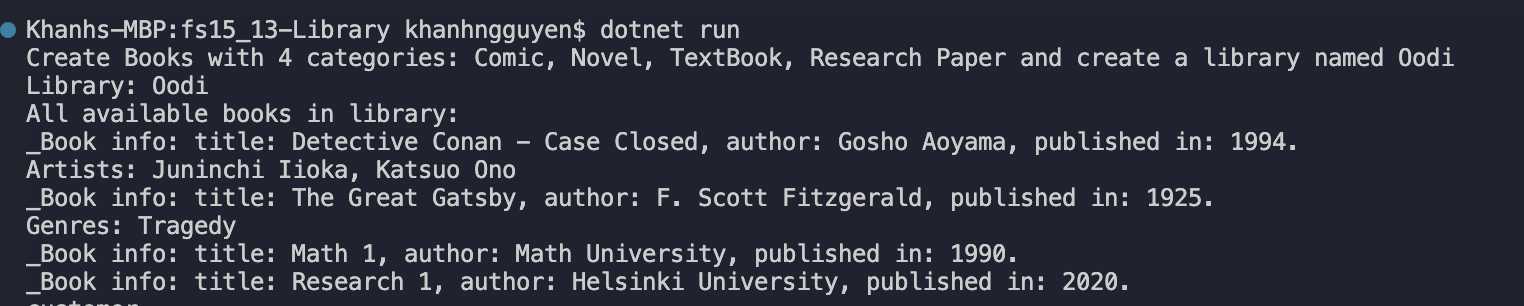 Khanhs-MBP:fs15_13-Library khanhngguyen$ dotnet run
Create Books with 4 categories: Comic, Novel, TextBook, Research Paper and create a library named Oodi
Library: Oodi
All available books in library:
_Book info: title: Detective Conan - Case Closed, author: Gosho Aoyama, published in: 1994.
Artists: Juninchi Iioka, Katsuo Ono
_Book info: title: The Great Gatsby, author: F. Scott Fitzgerald, published in: 1925.
Genres: Tragedy
_Book info: title: Math 1, author: Math University, published in: 1990.
_Book info: title: Research 1, author: Helsinki University, published in: 2020.